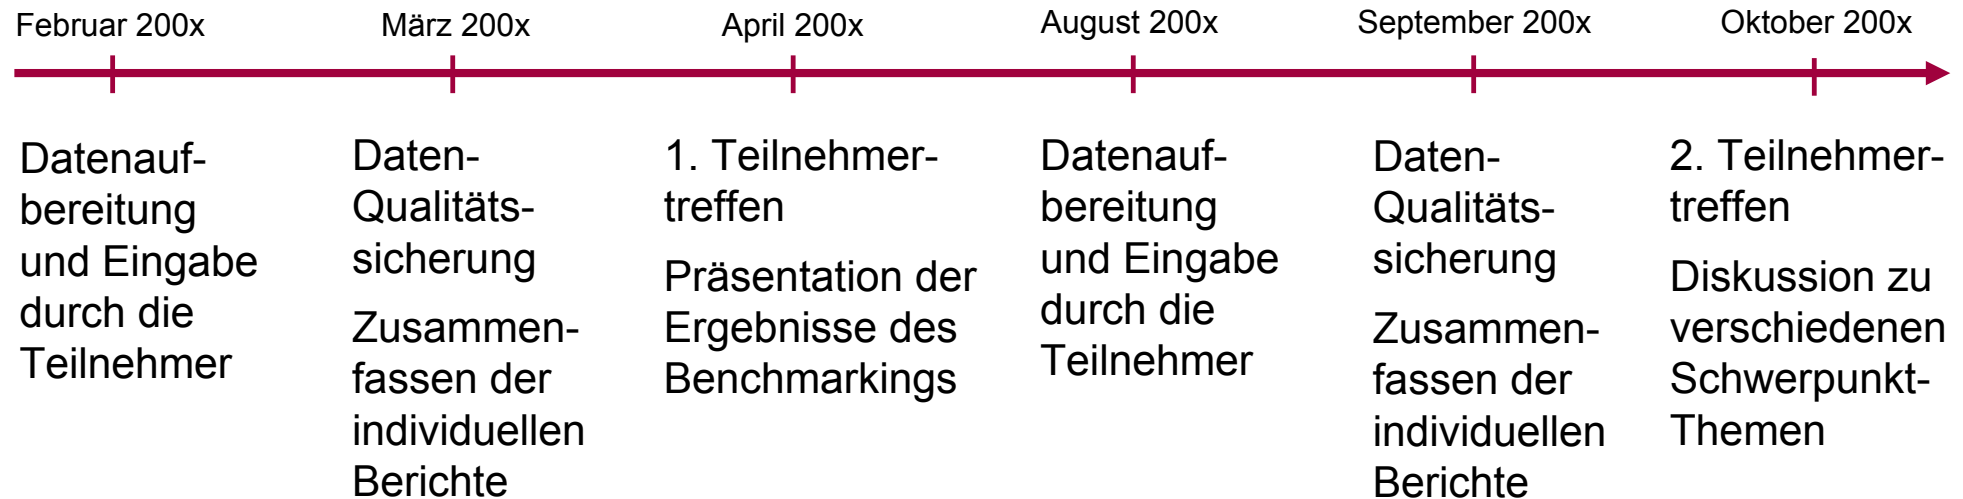 Februar 200x
März 200x
April 200x
August 200x
September 200x
Oktober 200x
Datenauf-
bereitung
und Eingabe
durch die
Teilnehmer
Daten-
Qualitäts-
sicherung
Zusammen-
fassen der
individuellen
Berichte
1. Teilnehmer-
treffen
Präsentation der
Ergebnisse des
Benchmarkings
Datenauf-
bereitung
und Eingabe
durch die
Teilnehmer
Daten-
Qualitäts-
sicherung
Zusammen-
fassen der
individuellen
Berichte
2. Teilnehmer-
treffen
Diskussion zu
verschiedenen
Schwerpunkt-
Themen